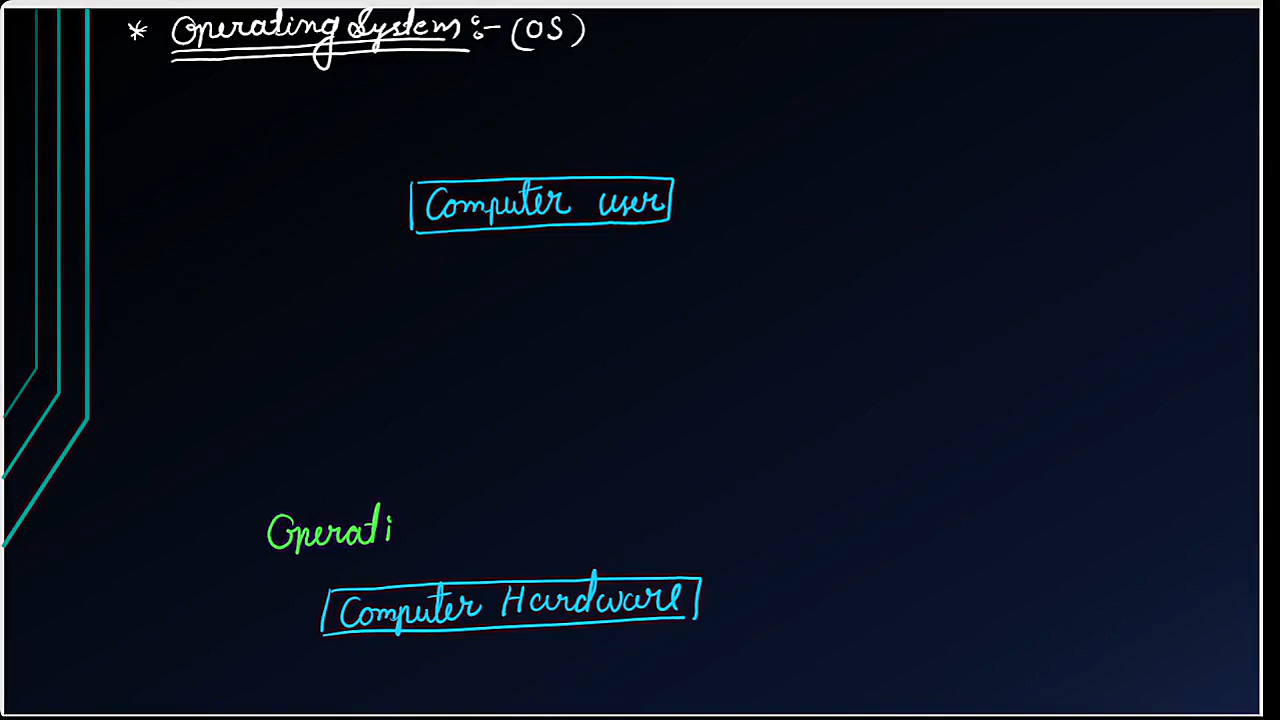 * Operating System :- (OS)
Computer user
Operati
Computer Hardware